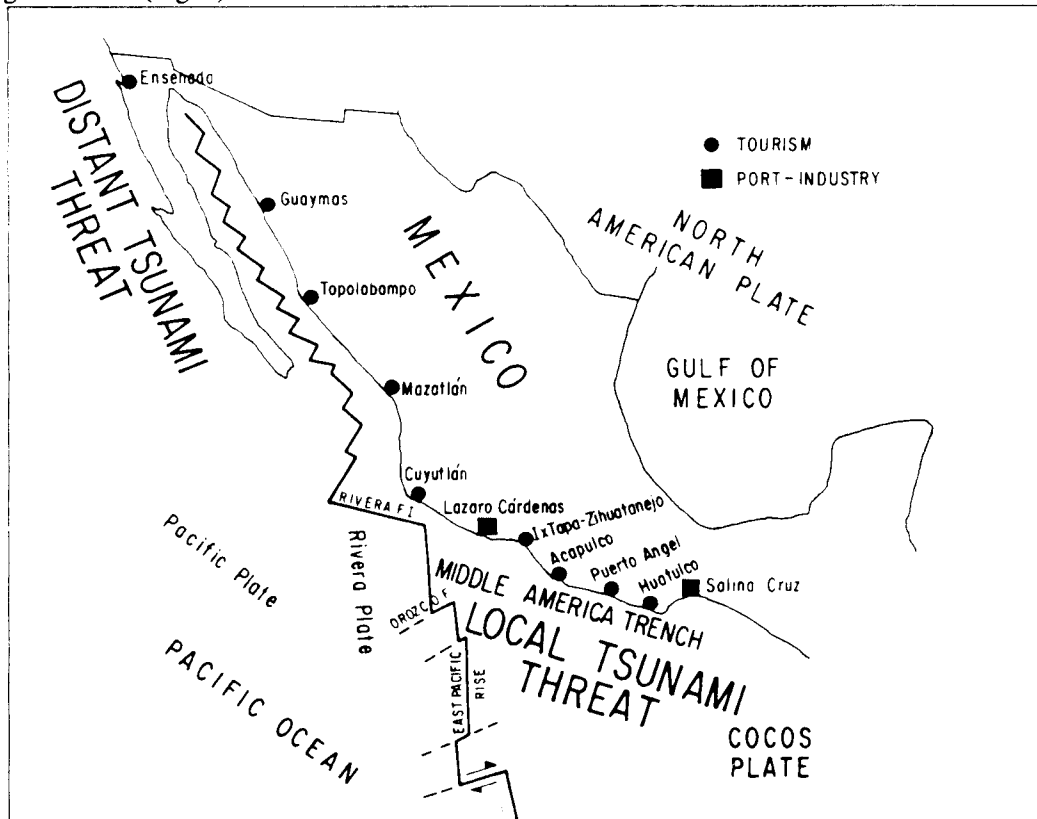 Ensenada
DISTANT TSUNAMI
THREAT
TOURISM
PORT-INDUSTRY
Guaymas
NORTH
AMERICAN PLATE
MEXICO
Topolobampo
GULF OF
MEXICO
Mazatlán
Cuyutlán
RIVERA F I
Lazaro Cárdenas
IxTapa-Zihuatanejo
Acapulco
Puerto Angel
Huatulco
Salina Cruz
Pacific Plate
Rivera Plate
MIDDLE AMERICA TRENCH
OROZCO F
LOCAL TSUNAMI
THREAT
PACIFIC OCEAN
EAST PACIFIC
RISE
COCOS
PLATE